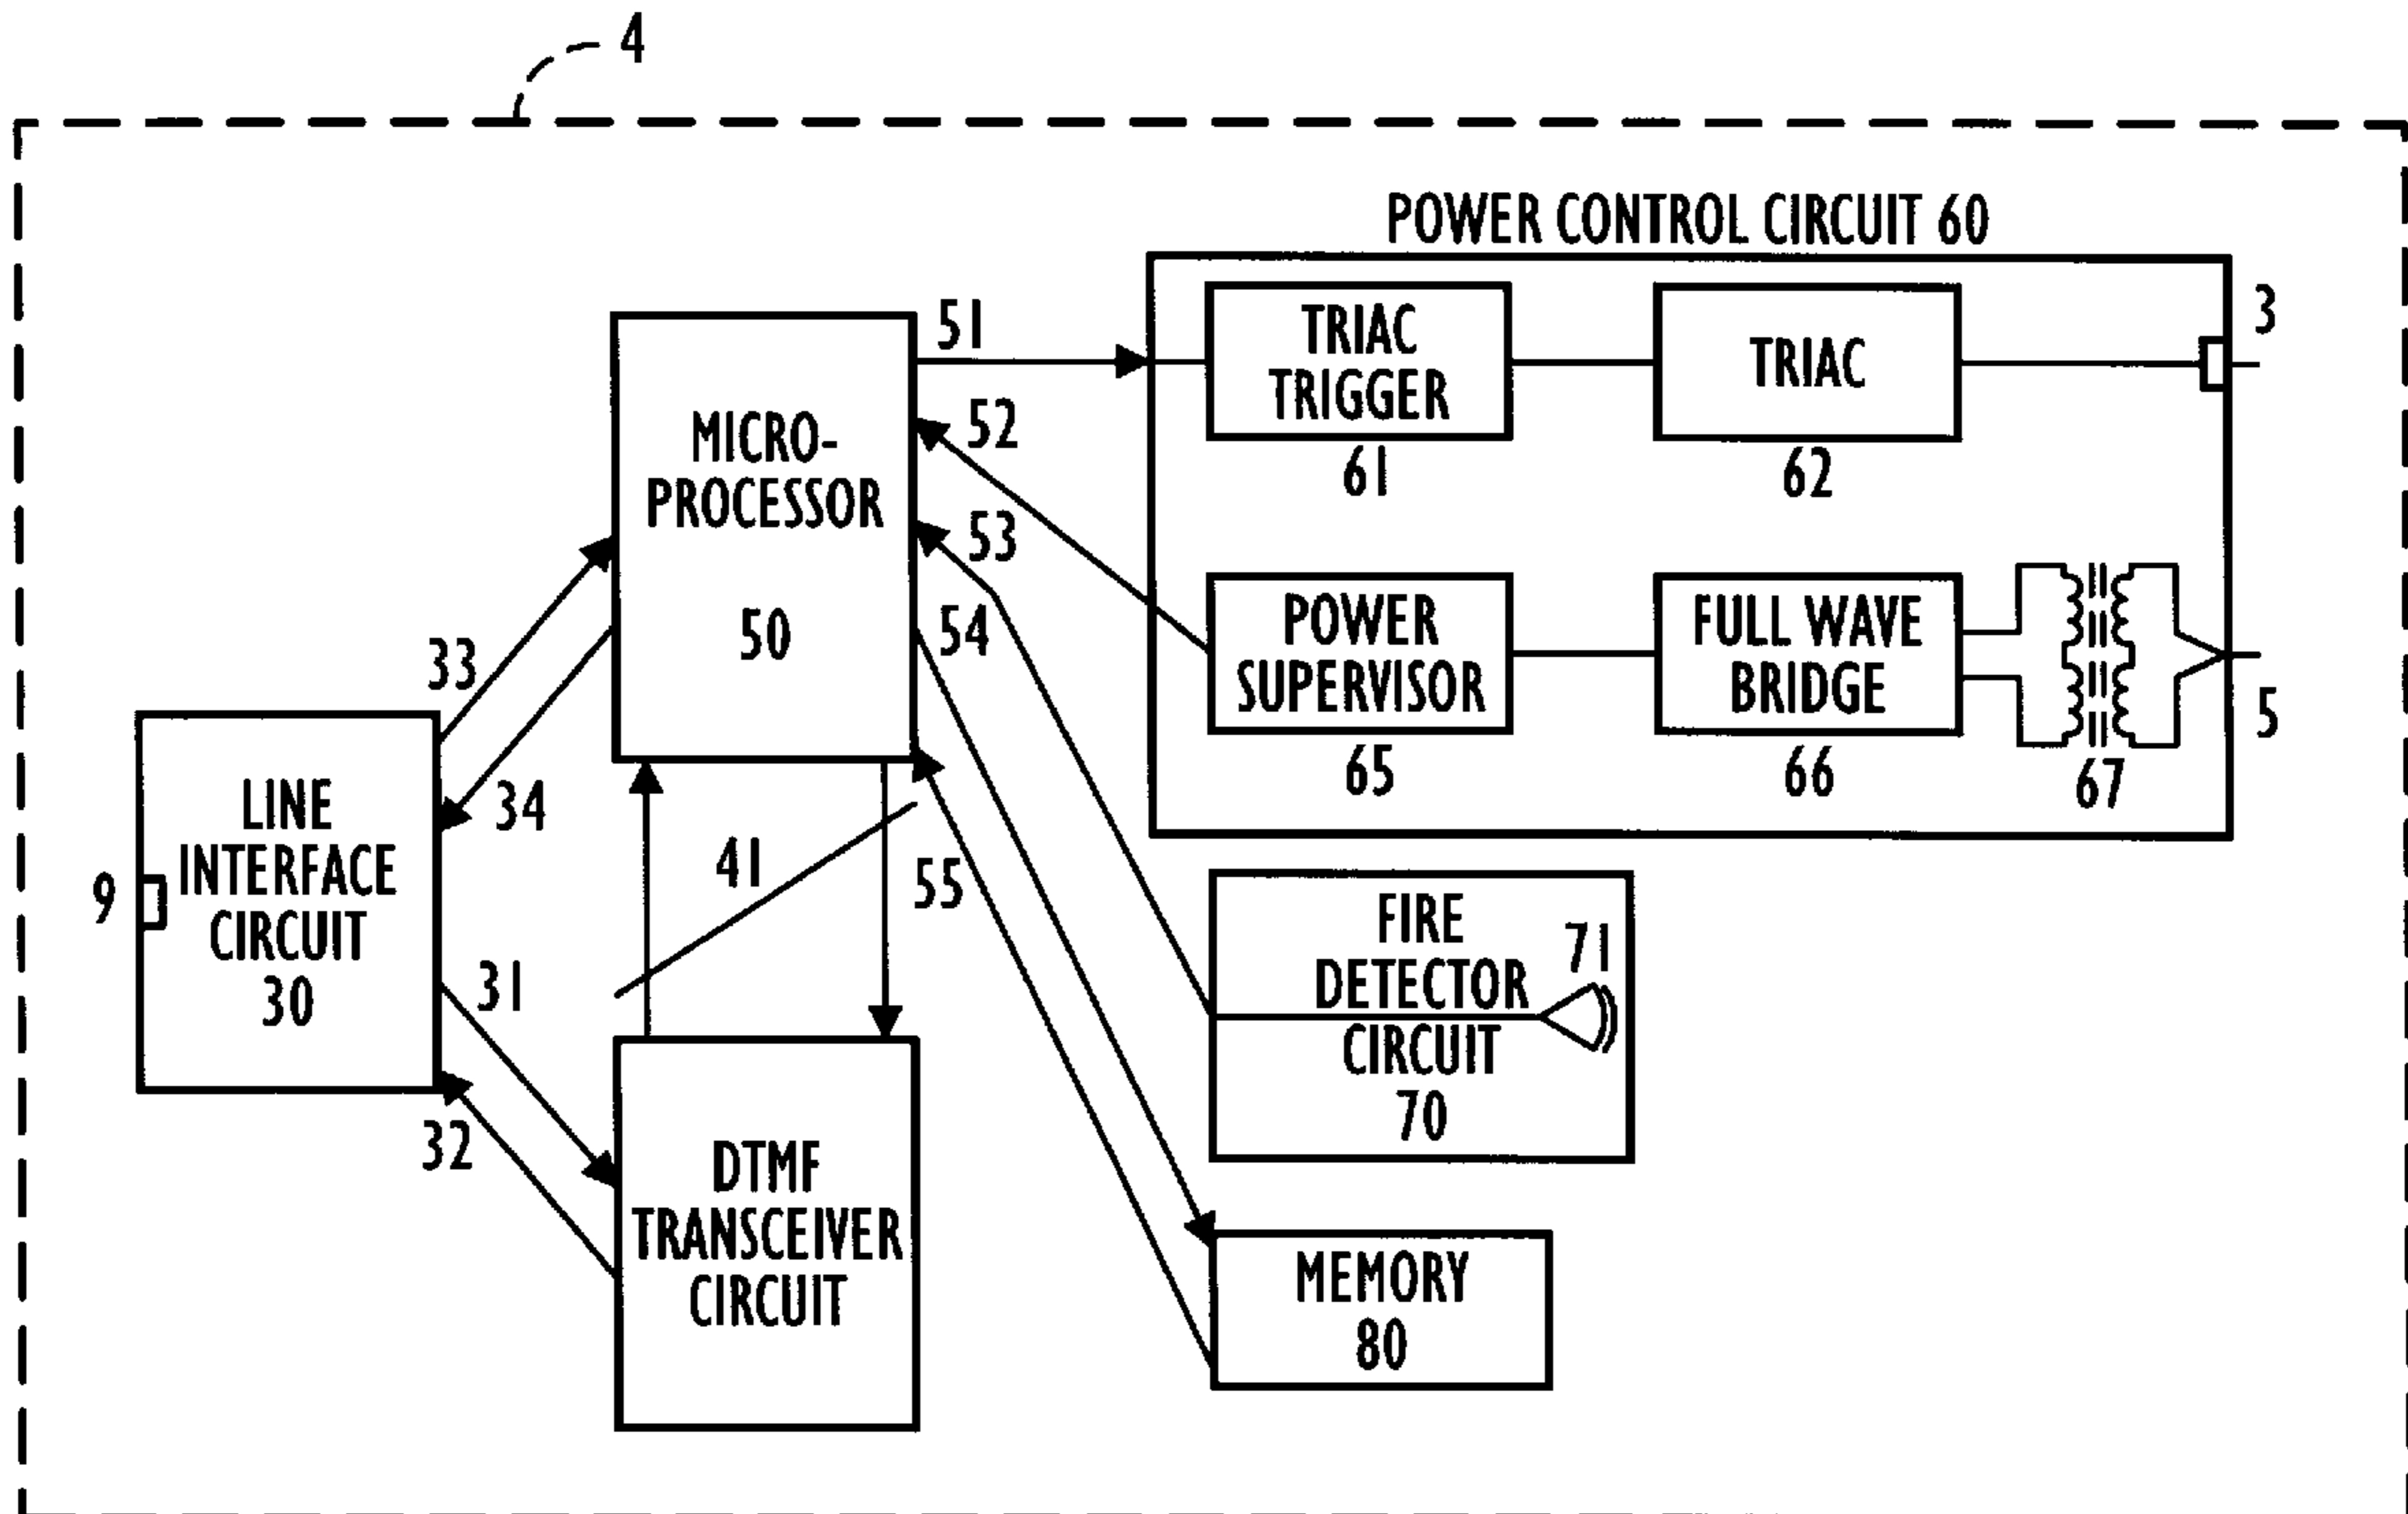 4
POWER CONTROL CIRCUIT 60
TRIAC
TRIGGER
61
TRIAC
62
3
51
52
53
54
MICRO-
PROCESSOR
50
POWER
SUPERVISOR
65
FULL WAVE
BRIDGE
66
67
5
33
34
LINE
INTERFACE
CIRCUIT
30
9
31
32
41
55
FIRE
DETECTOR
CIRCUIT
70
71
DTMF
TRANSCEIVER
CIRCUIT
MEMORY
80